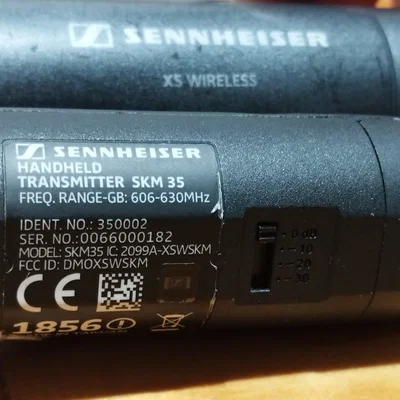 SENNHEISER
XS WIRELESS
SENNHEISER
HANDHELD
TRANSMITTER SKM 35
FREQ. RANGE-GB: 606-630MHz
IDENT. NO.: 350002
SER. NO.:0066000182
MODEL: SKM35 IC: 2099A-XSWSKM
FCC ID: DMOXSWSKM
CE
1856
0 dB
-10
-20
-30